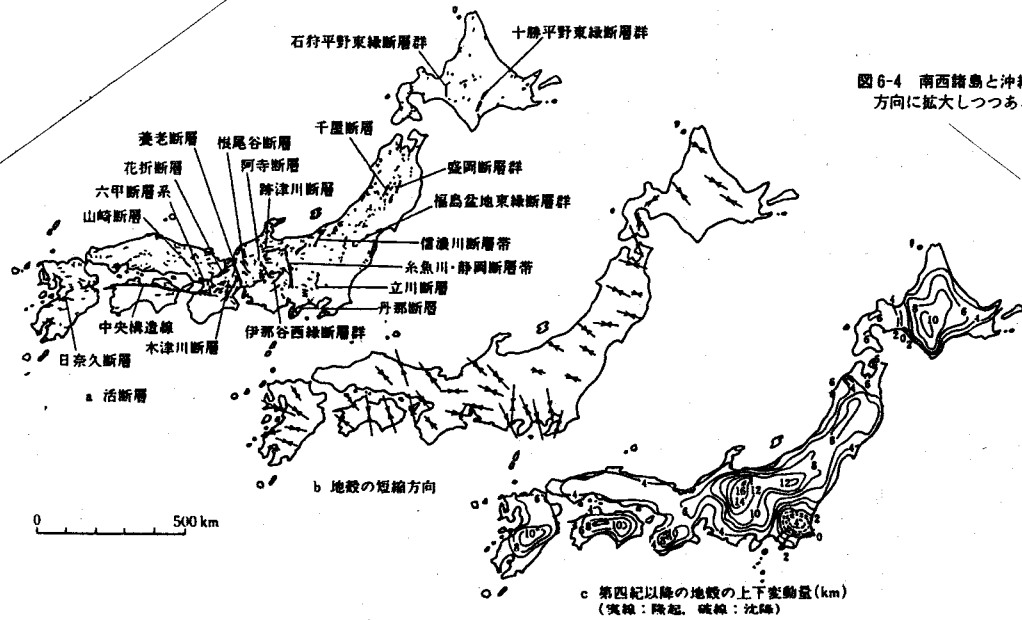 石狩平野東縁断層群
十勝平野東縁断層群
図6-4 南西諸島と沖
方向に拡大しつつあ
千屋断層
養老断層
根尾谷断層
花折断層
阿寺断層
盛岡断層群
六甲断層系
跡津川断層
福島盆地東縁断層群
山崎断層
信濃川断層帯
糸魚川・静岡断層帯
立川断層
丹那断層
中央構造線
伊那谷西縁断層群
木津川断層
日奈久断層
a 活断層
b 地殻の短縮方向
0 500 km
c 第四紀以降の地殻の上下変動量(km)
(実線:隆起, 破線:沈降)